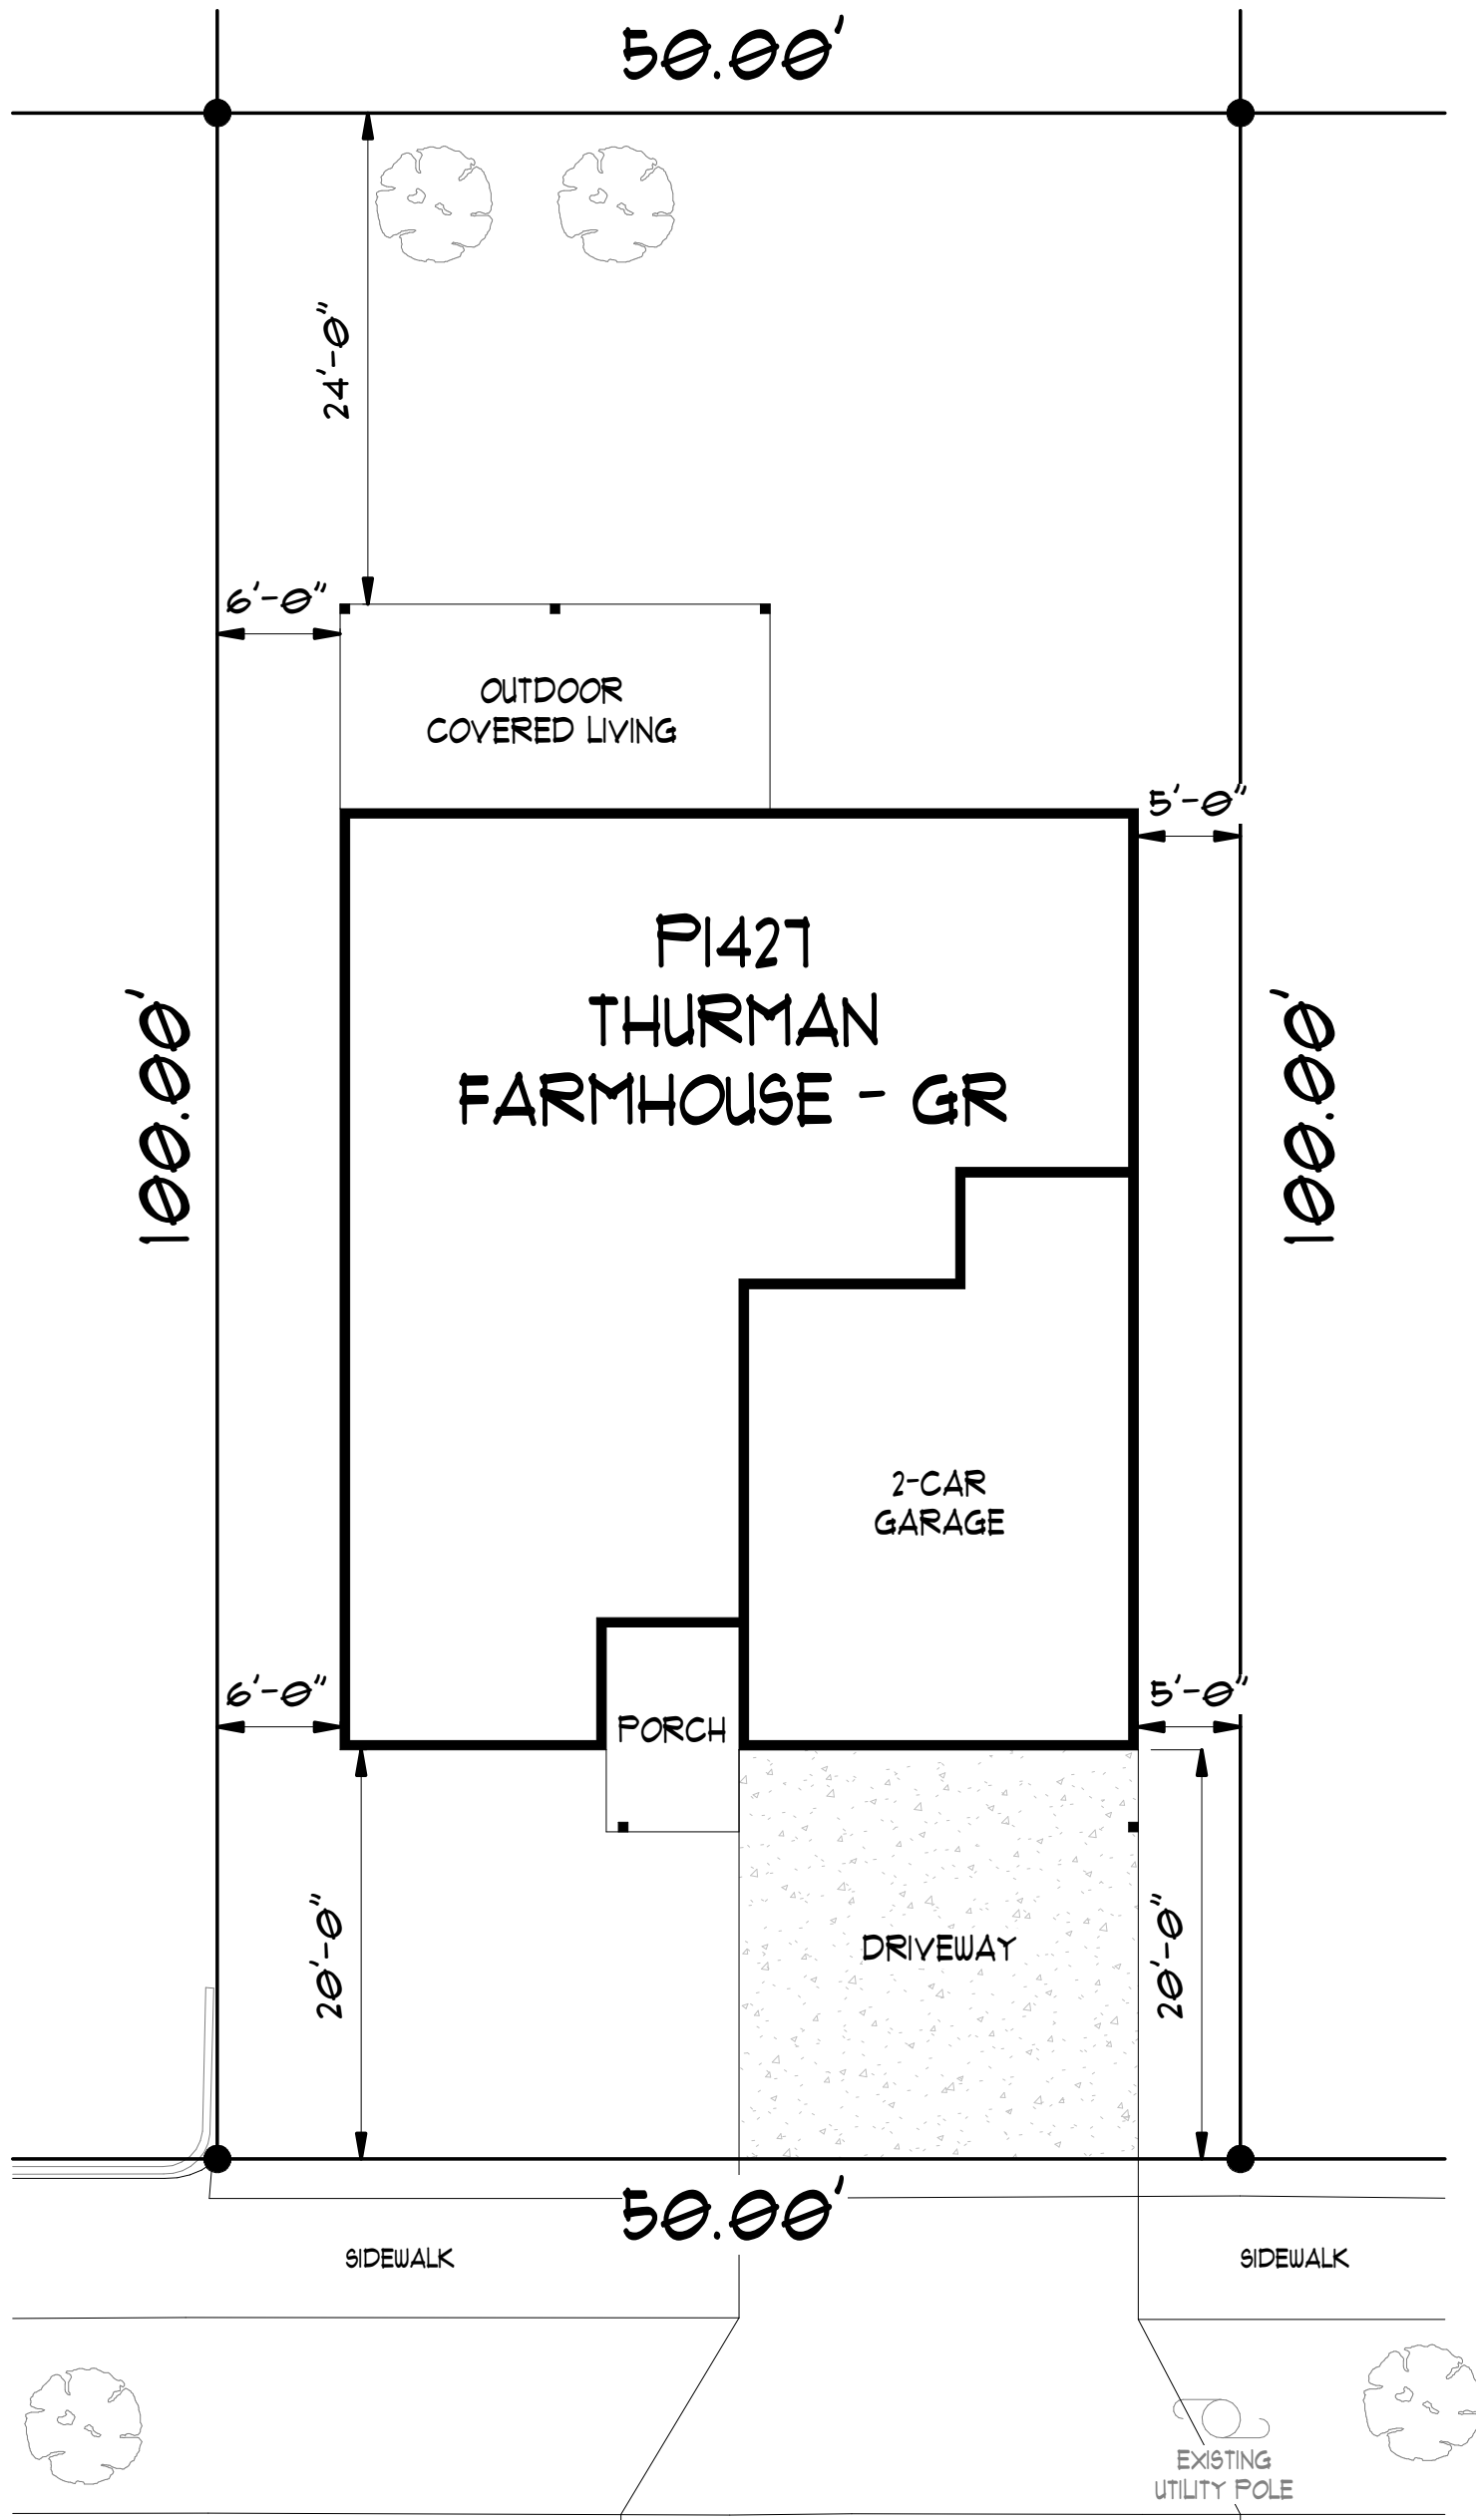 50.00'
24'-0"
6'-0"
OUTDOOR
COVERED LIVING
5'-0"
P1427
THURMAN
FARMHOUSE - GR
100.00'
100.00'
2-CAR
GARAGE
6'-0"
PORCH
5'-0"
20'-0"
DRIVEWAY
20'-0"
50.00'
SIDEWALK
SIDEWALK
EXISTING
UTILITY POLE